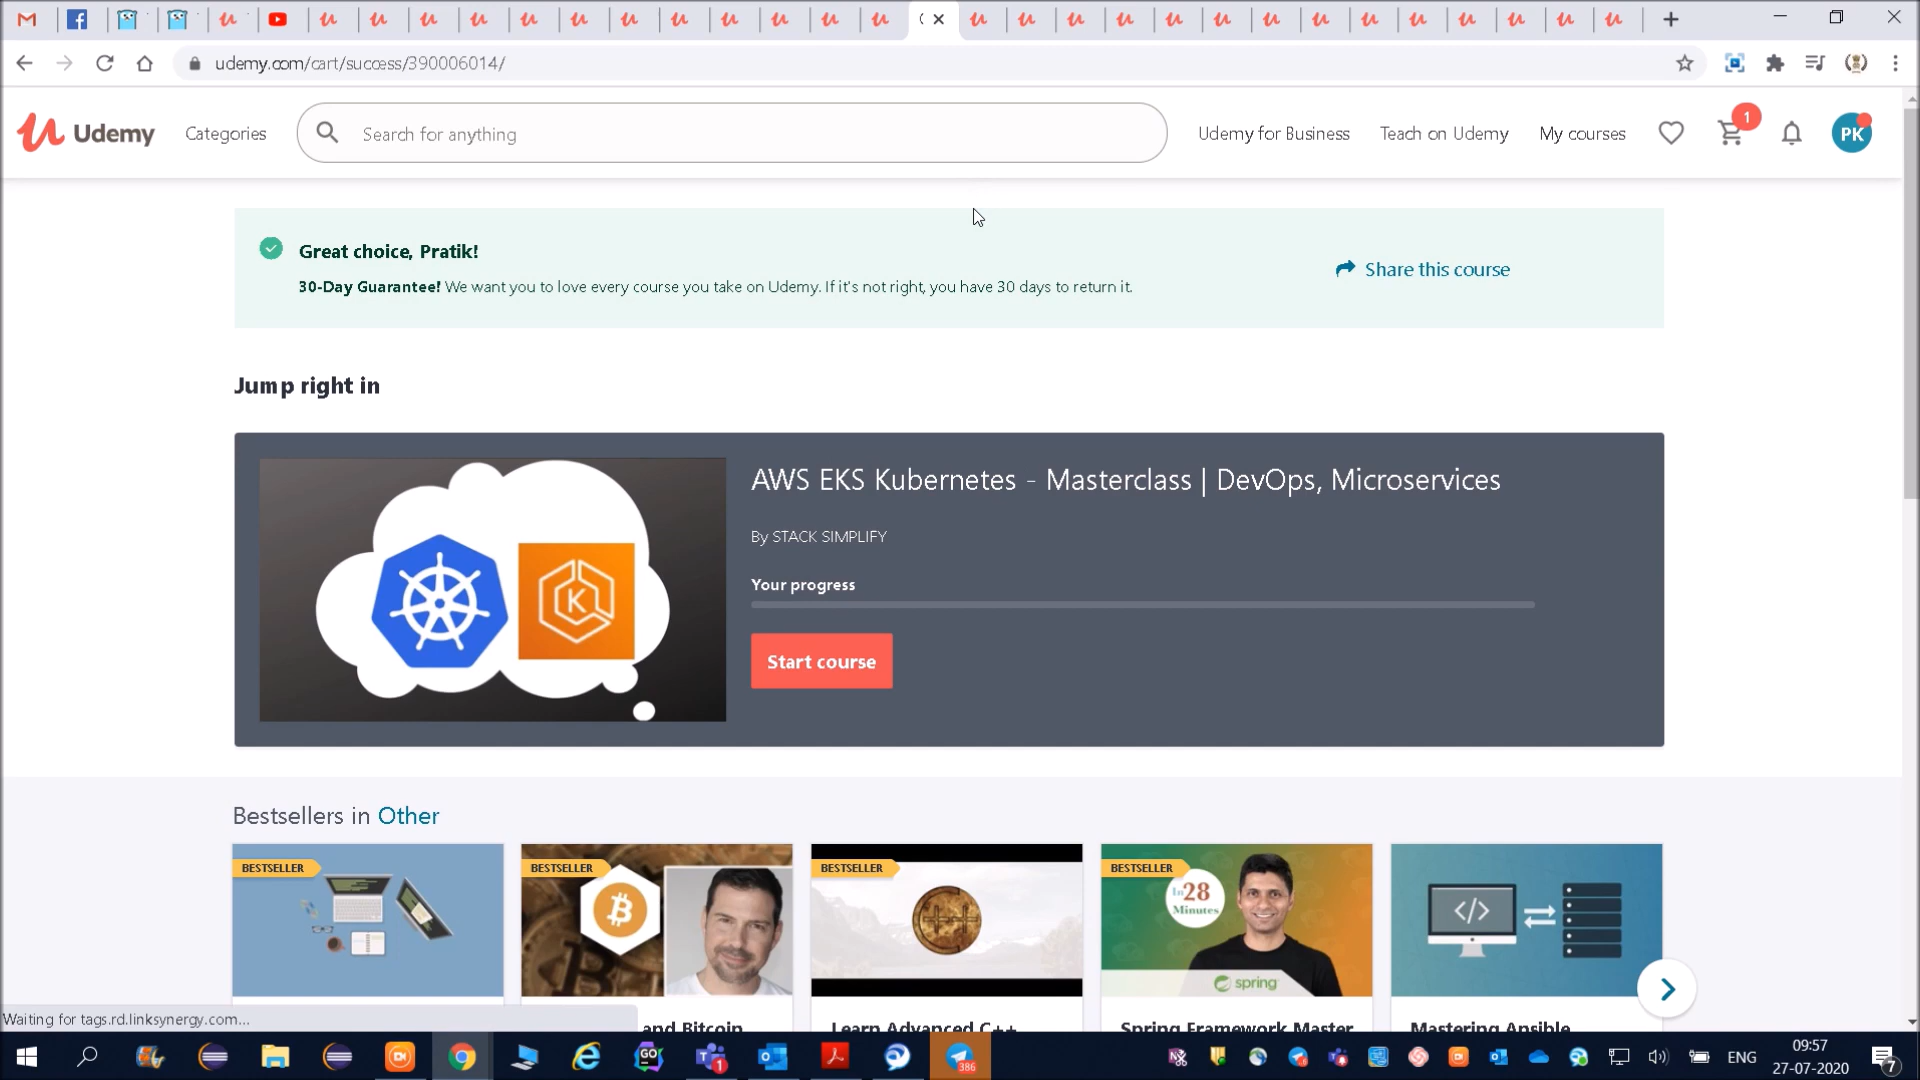 udemy.com/cart/success/390006014/
Udemy
Categories
Search for anything
Udemy for Business
Teach on Udemy
My courses
1
PK
Great choice, Pratik!
30-Day Guarantee! We want you to love every course you take on Udemy. If it's not right, you have 30 days to return it.
Share this course
Jump right in
AWS EKS Kubernetes - Masterclass | DevOps, Microservices
By STACK SIMPLIFY
Your progress
Start course
K
Bestsellers in Other
BESTSELLER
BESTSELLER
BESTSELLER
BESTSELLER
In 28
Minutes
spring
</>
and Bitcoin
Learn Advanced C++
Spring Framework Master
Mastering Ansible
Waiting for tags.rd.linksynergy.com...
GO
1
386
ENG
09:57
27-07-2020
7